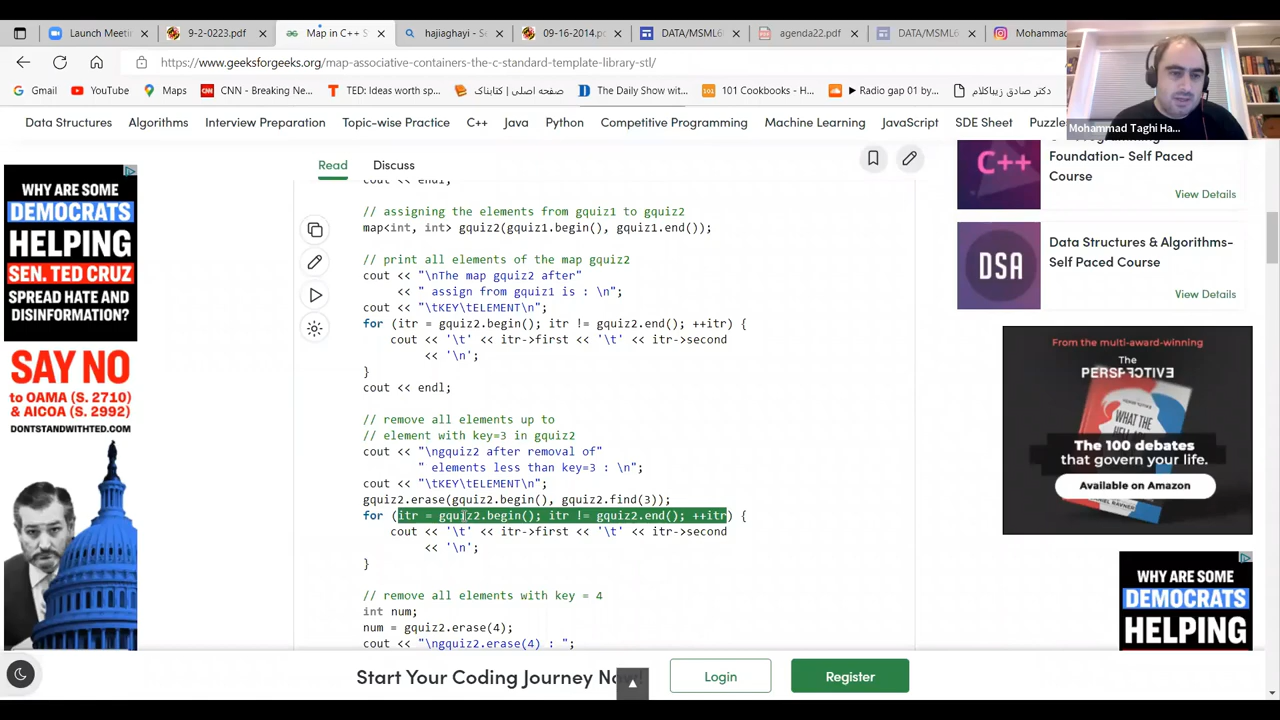 Launch Meeti
9-2-0223.pdf
Map in C++ S
hajiaghayi - S
09-16-2014.p
DATA/MSML6
agenda22.pdf
DATA/MSML6
Mohamm
https://www.geeksforgeeks.org/map-associative-containers-the-c-standard-template-library-stl/
Gmail
YouTube
Maps
CNN - Breaking Ne...
TED: Ideas worth sp...
صفحه اصلی | کتابناک
The Daily Show wit...
101 Cookbooks - H...
Radio gap 01 by...
دکتر صادق زیباکلام
Mohammad Taghi Ha...
Data Structures
Algorithms
Interview Preparation
Topic-wise Practice
C++
Java
Python
Competitive Programming
Machine Learning
JavaScript
SDE Sheet
Puzzle
Read
Discuss
cout << endl;
// assigning the elements from gquiz1 to gquiz2
map<int, int> gquiz2(gquiz1.begin(), gquiz1.end());
// print all elements of the map gquiz2
cout << "\nThe map gquiz2 after"
<< " assign from gquiz1 is : \n";
cout << "\tKEY\tELEMENT\n";
for (itr = gquiz2.begin(); itr != gquiz2.end(); ++itr) {
cout << '\t' << itr->first << '\t' << itr->second
<< '\n';
}
cout << endl;
// remove all elements up to
// element with key=3 in gquiz2
cout << "\ngquiz2 after removal of"
" elements less than key=3 : \n";
cout << "\tKEY\tELEMENT\n";
gquiz2.erase(gquiz2.begin(), gquiz2.find(3));
for (itr = gquiz2.begin(); itr != gquiz2.end(); ++itr) {
cout << '\t' << itr->first << '\t' << itr->second
<< '\n';
}
// remove all elements with key = 4
int num;
num = gquiz2.erase(4);
cout << "\ngquiz2.erase(4) : ";
WHY ARE SOME
DEMOCRATS
HELPING
SEN. TED CRUZ
SPREAD HATE AND
DISINFORMATION?
SAY NO
to OAMA (S. 2710)
& AICOA (S. 2992)
DONTSTANDWITHTED.COM
C++
Foundation- Self Paced
Course
View Details
DSA
Data Structures & Algorithms-
Self Paced Course
View Details
From the multi-award-winning
The
PERSPECTIVE
WHAT THE
HELL AR
The 100 debates
that govern your life.
Available on Amazon
WHY ARE SOME
DEMOCRATS
HELPING
Start Your Coding Journey No !
Login
Register